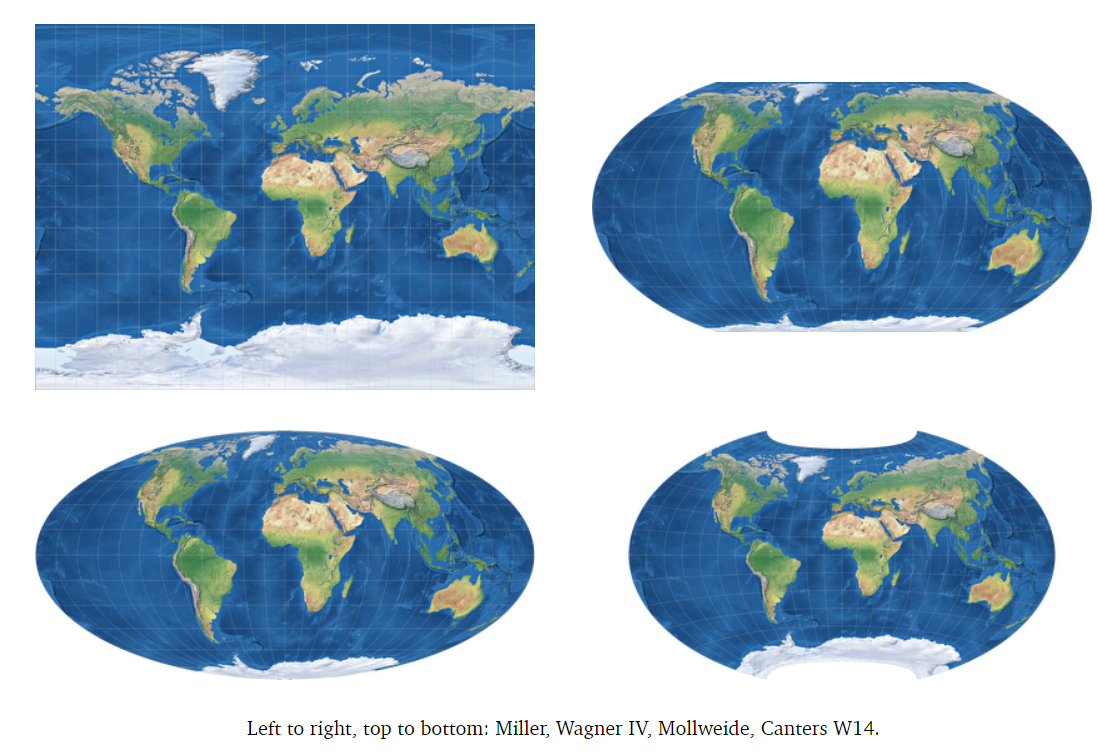 Left to right, top to bottom: Miller, Wagner IV, Mollweide, Canters W14.